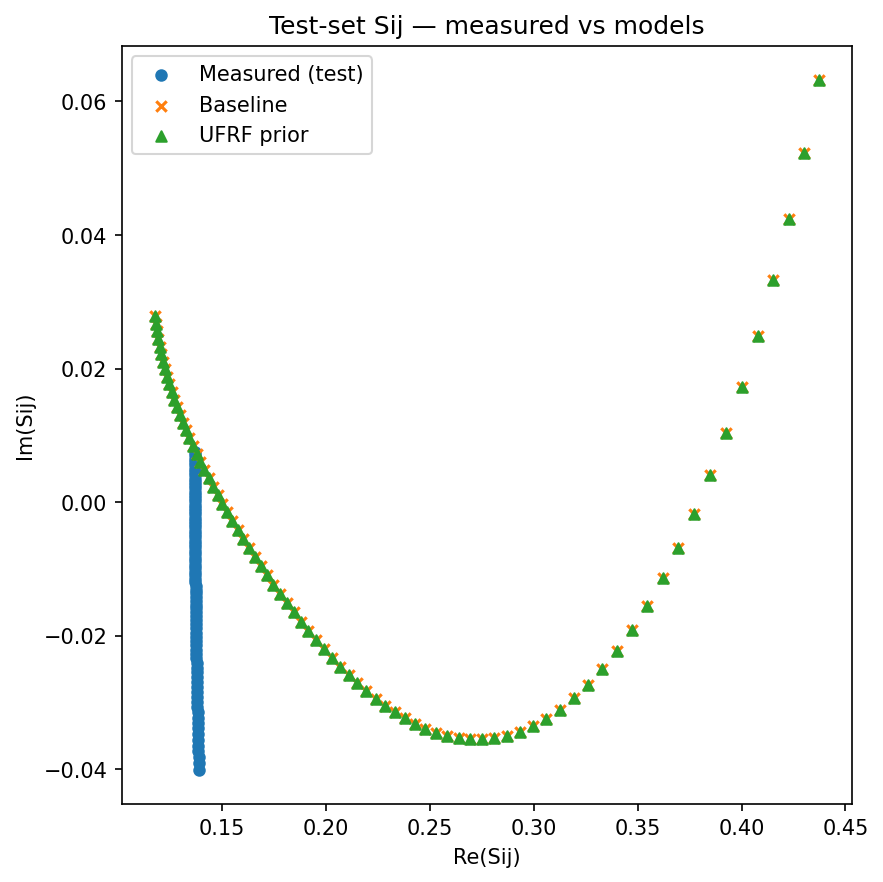 Test-set Sij — measured vs models
Measured (test)
Baseline
UFRF prior
0.06
0.04
0.02
0.00
−0.02
−0.04
Im(Sij)
0.15 0.20 0.25 0.30 0.35 0.40 0.45
Re(Sij)